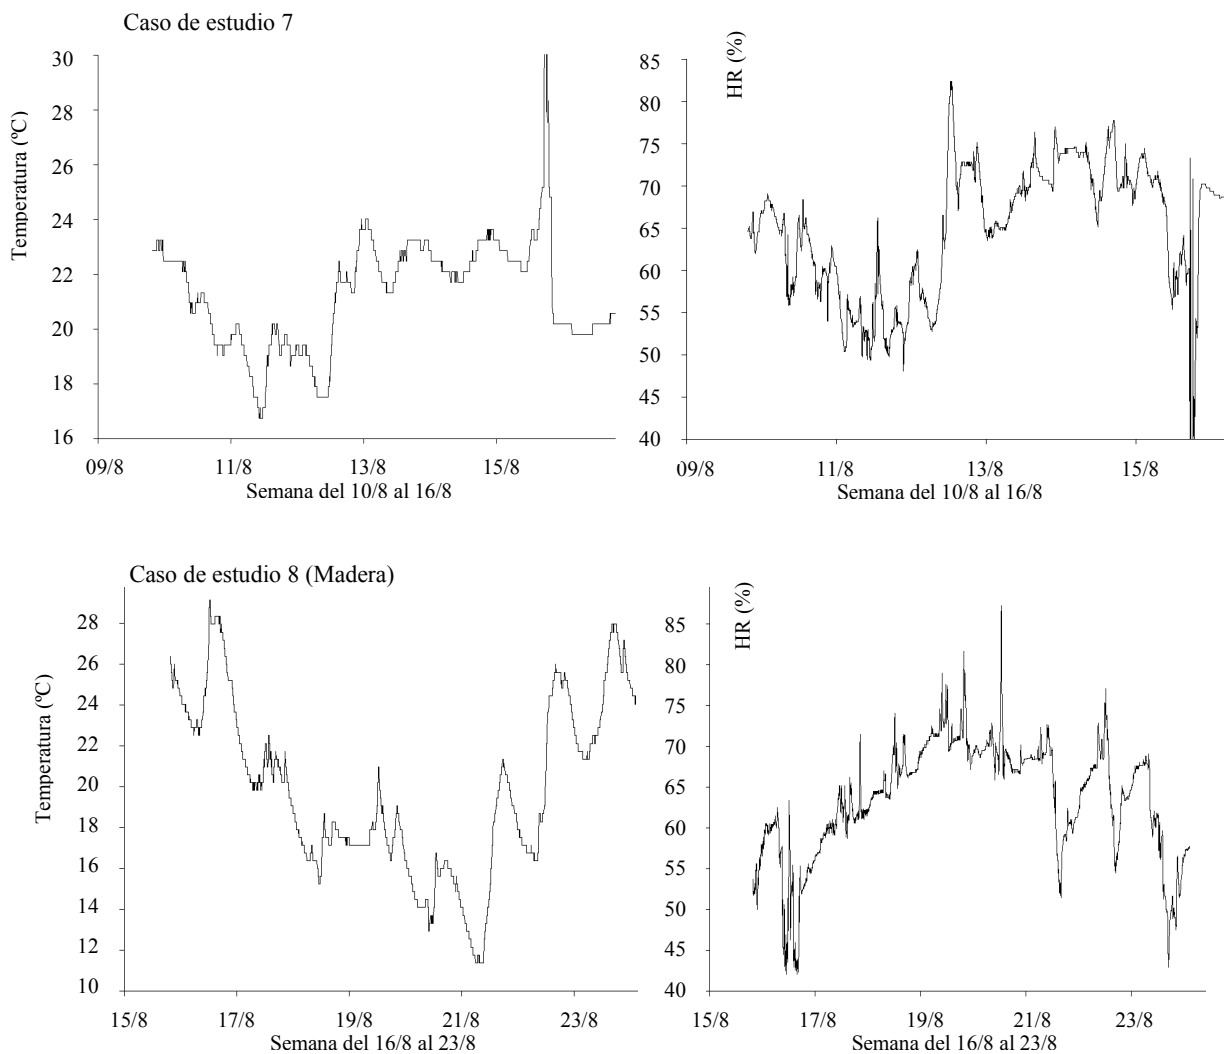 Caso de estudio 7
Temperatura (ºC)
30
28
26
24
22
20
18
16
09/8 11/8 13/8 15/8
Semana del 10/8 al 16/8
HR (%)
85
80
75
70
65
60
55
50
45
40
09/8 11/8 13/8 15/8
Semana del 10/8 al 16/8
Caso de estudio 8 (Madera)
Temperatura (ºC)
28
26
24
22
20
18
16
14
12
10
15/8 17/8 19/8 21/8 23/8
Semana del 16/8 al 23/8
HR (%)
85
80
75
70
65
60
55
50
45
40
15/8 17/8 19/8 21/8 23/8
Semana del 16/8 al 23/8